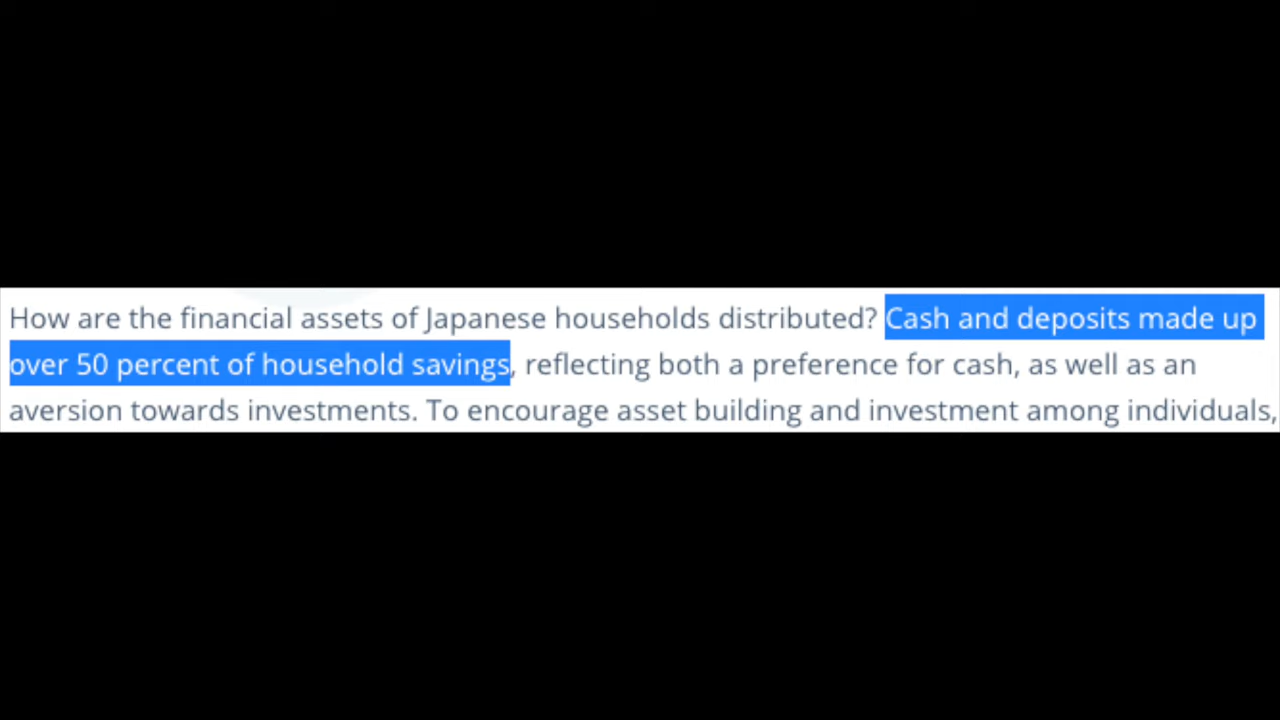 How are the financial assets of Japanese households distributed? Cash and deposits made up
over 50 percent of household savings, reflecting both a preference for cash, as well as an
aversion towards investments. To encourage asset building and investment among individuals,